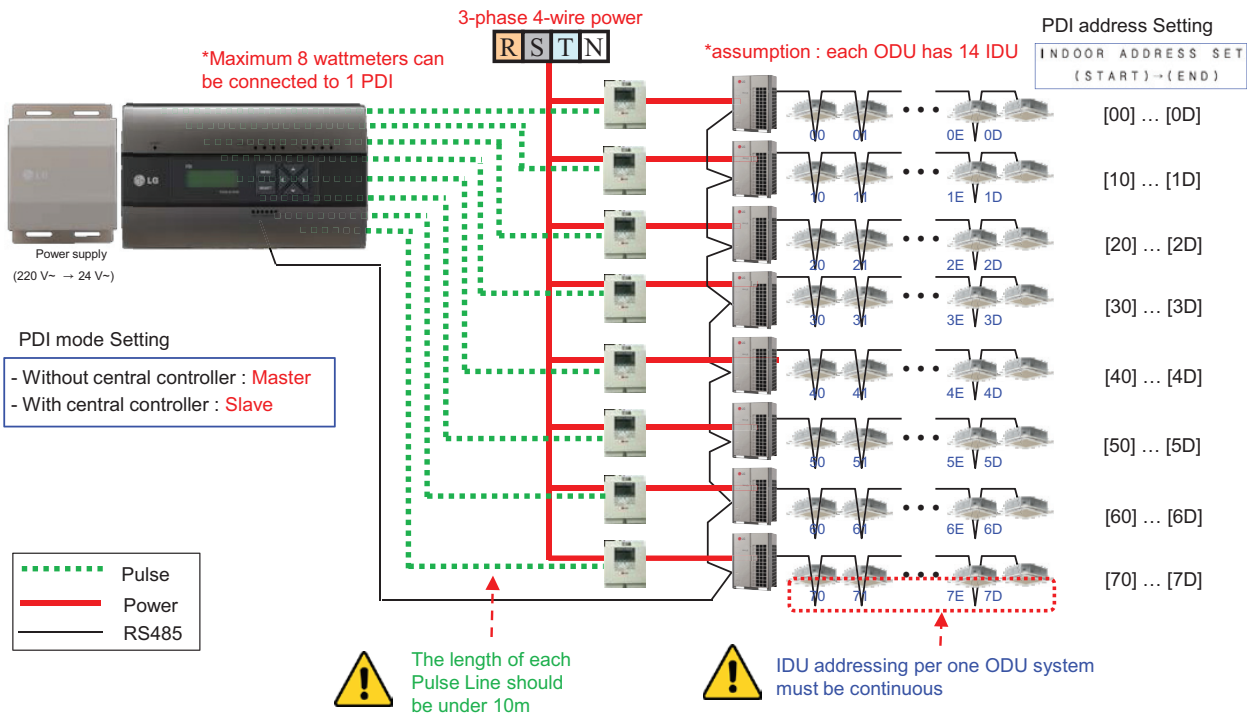 3-phase 4-wire power
R S T N
*Maximum 8 wattmeters can
be connected to 1 PDI
*assumption : each ODU has 14 IDU
PDI address Setting
INDOOR ADDRESS SET
(START)→(END)
LG
LG
Power supply
(220 V~ → 24 V~)
PDI mode Setting
- Without central controller : Master
- With central controller : Slave
00 01 0E 0D
[00] … [0D]
10 11 1E 1D
[10] … [1D]
20 21 2E 2D
[20] … [2D]
30 31 3E 3D
[30] … [3D]
40 41 4E 4D
[40] … [4D]
50 51 5E 5D
[50] … [5D]
60 61 6E 6D
[60] … [6D]
70 71 7E 7D
[70] … [7D]
Pulse
Power
RS485
The length of each
Pulse Line should
be under 10m
IDU addressing per one ODU system
must be continuous